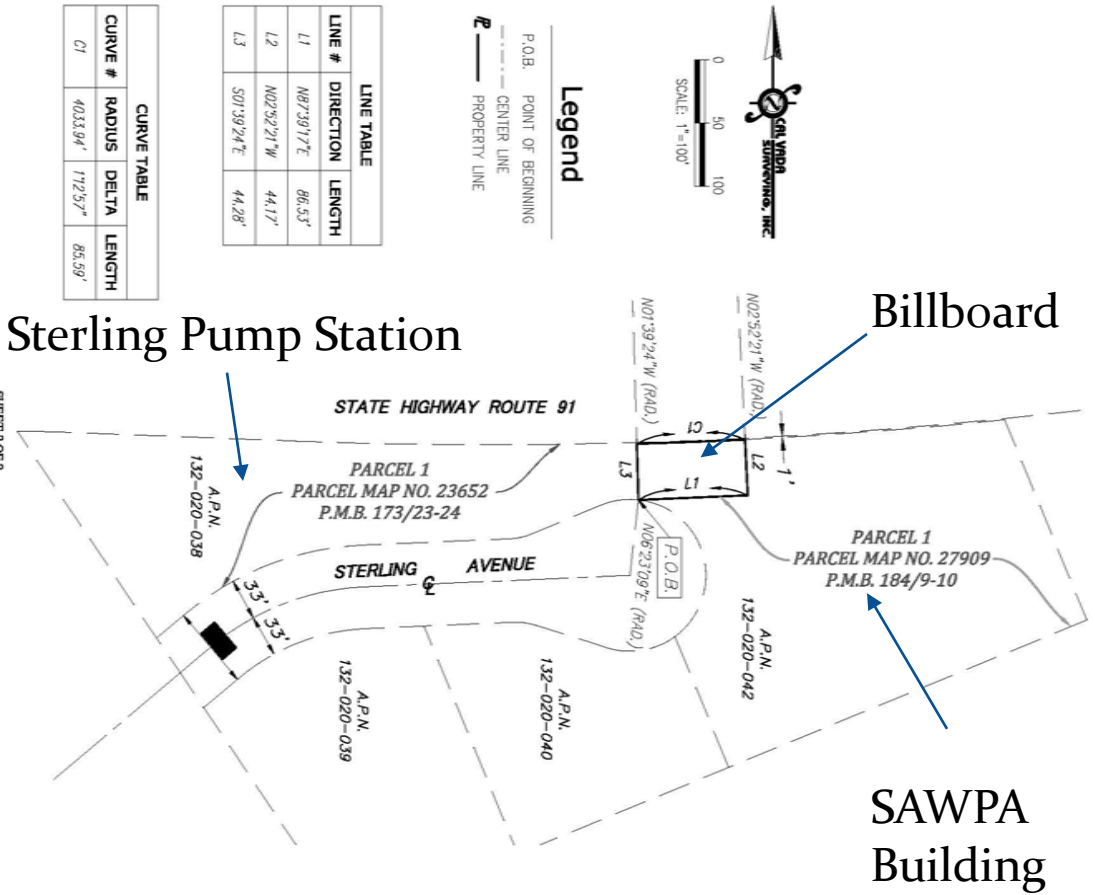 CAL VADA
SURVEYING, INC.
0 50 100
SCALE: 1"=100'
Legend
P.O.B. POINT OF BEGINNING
CENTER LINE
PL PROPERTY LINE
LINE TABLE
LINE # DIRECTION LENGTH
L1 N87°39'17"E 86.53'
L2 N02°52'21"W 44.17'
L3 S01°39'24"E 44.28'
CURVE TABLE
CURVE # RADIUS DELTA LENGTH
C1 4033.94' 1°12'57" 85.59'
Sterling Pump Station
Billboard
N01°39'24"W (RAD.)
N02°52'21"W (RAD.)
STATE HIGHWAY ROUTE 91
C1
L3
L2
L1
1'
A.P.N.
132-020-038
PARCEL 1
PARCEL MAP NO. 23652
P.M.B. 173/23-24
STERLING CL AVENUE
P.O.B.
N06°23'09"E (RAD.)
PARCEL 1
PARCEL MAP NO. 27909
P.M.B. 184/9-10
33'
33'
A.P.N.
132-020-042
A.P.N.
132-020-039
A.P.N.
132-020-040
SAWPA
Building